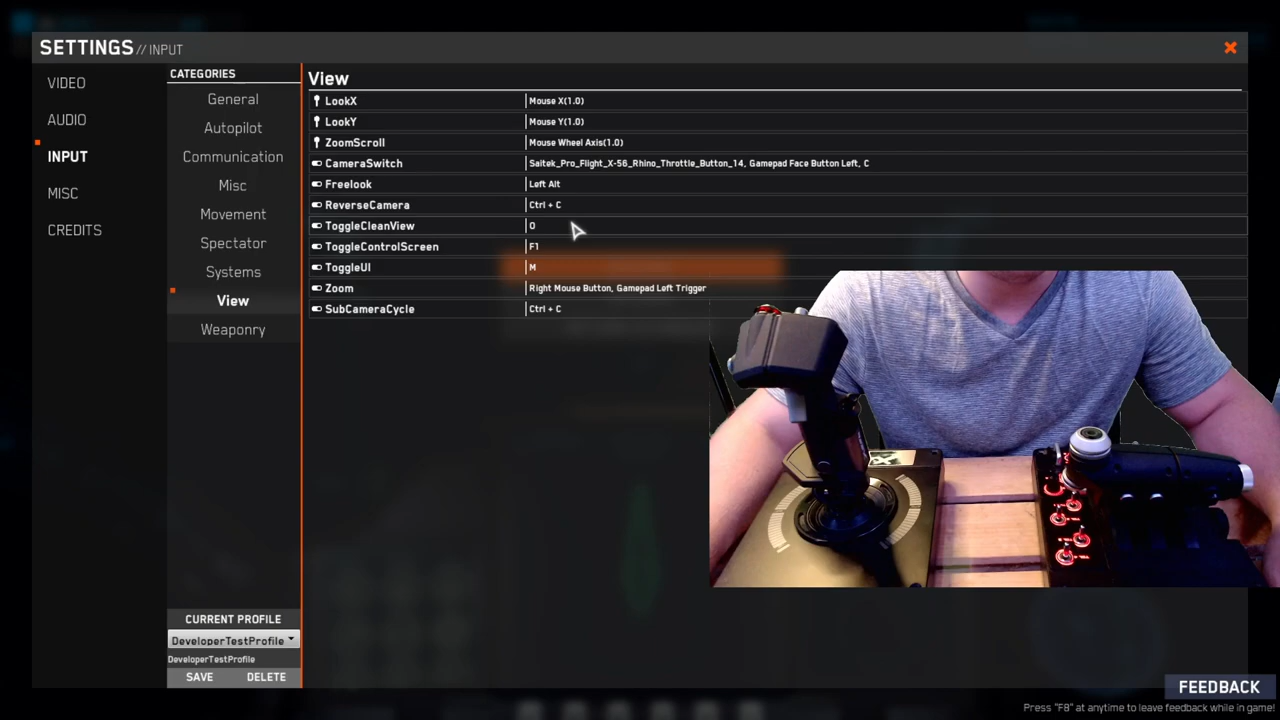 SETTINGS // INPUT
VIDEO
AUDIO
INPUT
MISC
CREDITS
CATEGORIES
General
Autopilot
Communication
Misc
Movement
Spectator
Systems
View
Weaponry
View
LookX Mouse X(1.0)
LookY Mouse Y(1.0)
ZoomScroll Mouse Wheel Axis(1.0)
CameraSwitch Saitek_Pro_Flight_X-56_Rhino_Throttle_Button_14, Gamepad Face Button Left, C
Freelook Left Alt
ReverseCamera Ctrl + C
ToggleCleanView O
ToggleControlScreen F1
ToggleUI M
Zoom Right Mouse Button, Gamepad Left Trigger
SubCameraCycle Ctrl + C
CURRENT PROFILE
DeveloperTestProfile
DeveloperTestProfile
SAVE DELETE
FEEDBACK
Press "F8" at anytime to leave feedback while in game!